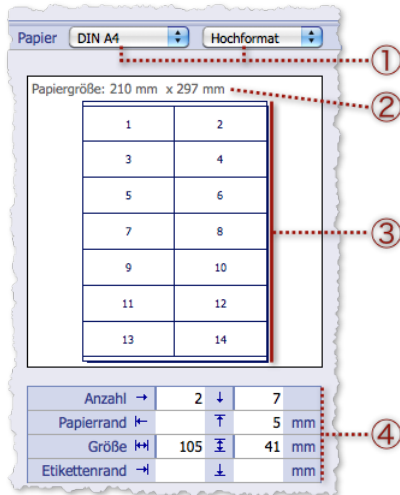 Papier DIN A4 Hochformat
①
Papiergröße: 210 mm x 297 mm
②
1 2
3 4
5 6
7 8
③
9 10
11 12
13 14
Anzahl → 2 ↓ 7
Papierrand 5 mm
④
Größe 105 41 mm
Etikettenrand mm